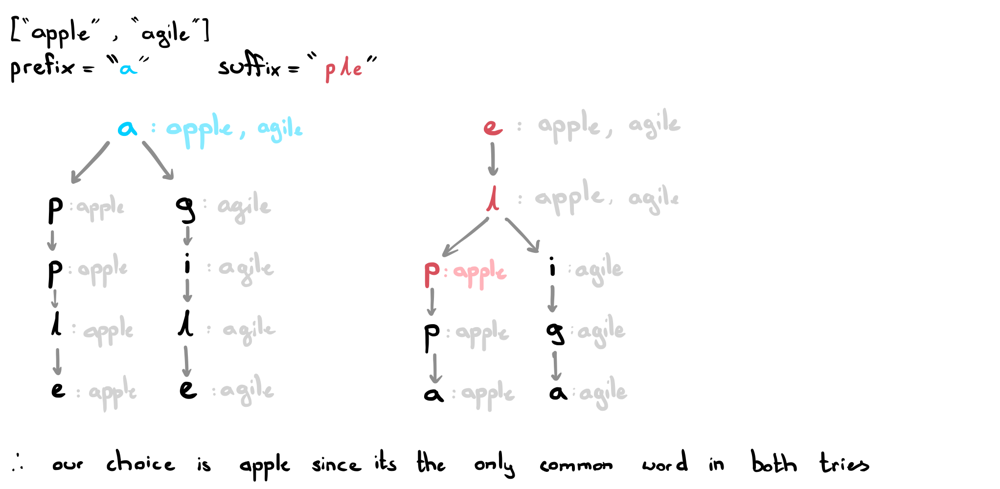 ["apple" , "agile"]
prefix = "a" suffix = "ple"
a : apple, agile e : apple, agile
l : apple, agile
p : apple g : agile
p : apple i : agile p : apple i : agile
l : apple l : agile p : apple g : agile
e : apple e : agile a : apple a : agile
∴ our choice is apple since its the only common word in both tries